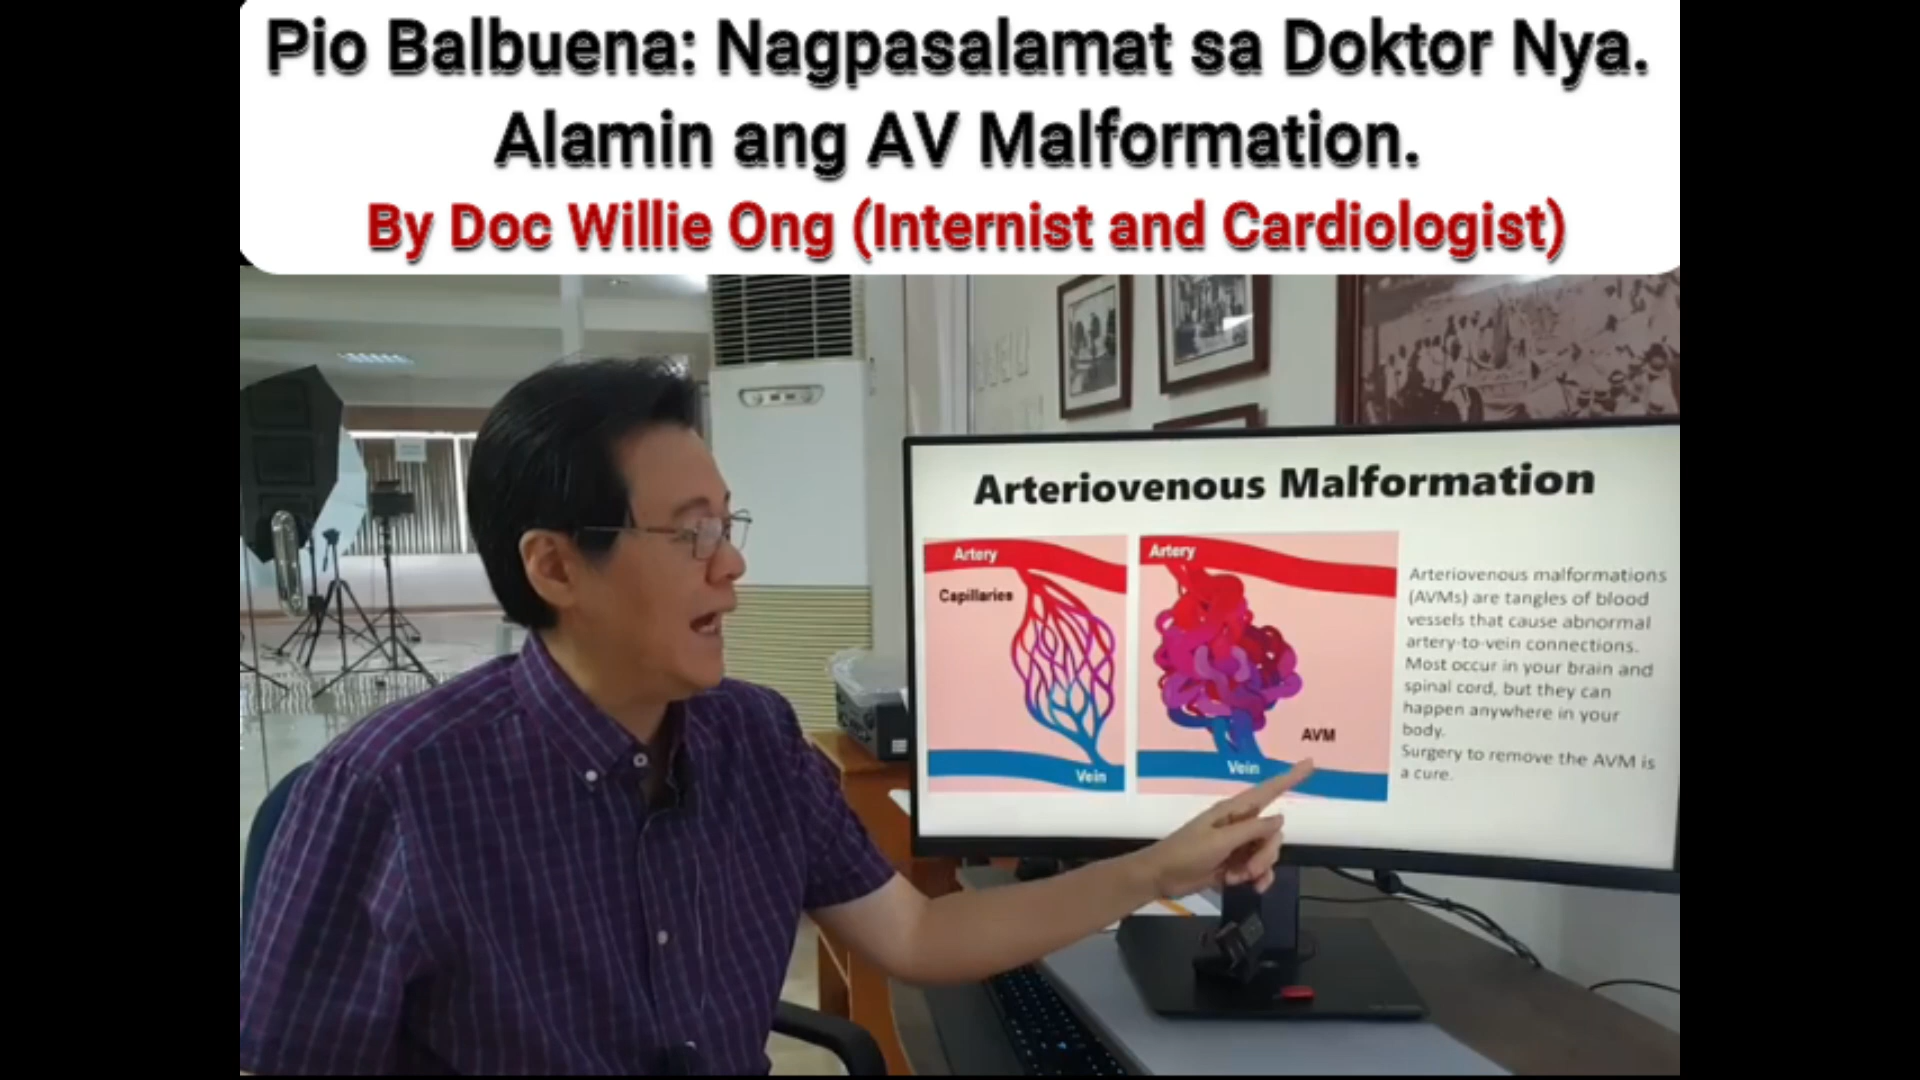 Pio Balbuena: Nagpasalamat sa Doktor Nya.
Alamin ang AV Malformation.
By Doc Willie Ong (Internist and Cardiologist)
Arteriovenous Malformation
Artery
Capillaries
Vein
Artery
AVM
Vein
Arteriovenous malformations
(AVMs) are tangles of blood
vessels that cause abnormal
artery-to-vein connections.
Most occur in your brain and
spinal cord, but they can
happen anywhere in your
body.
Surgery to remove the AVM is
a cure.